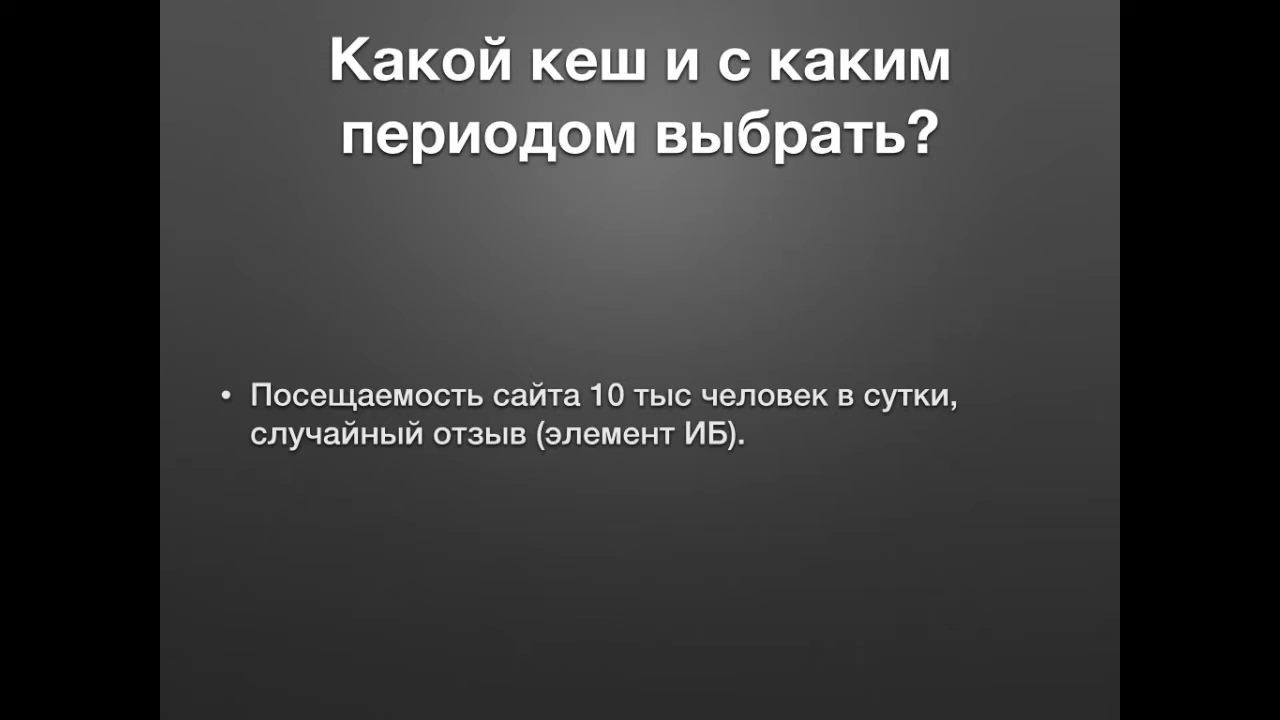 Какой кеш и с каким
периодом выбрать?
• Посещаемость сайта 10 тыс человек в сутки,
случайный отзыв (элемент ИБ).